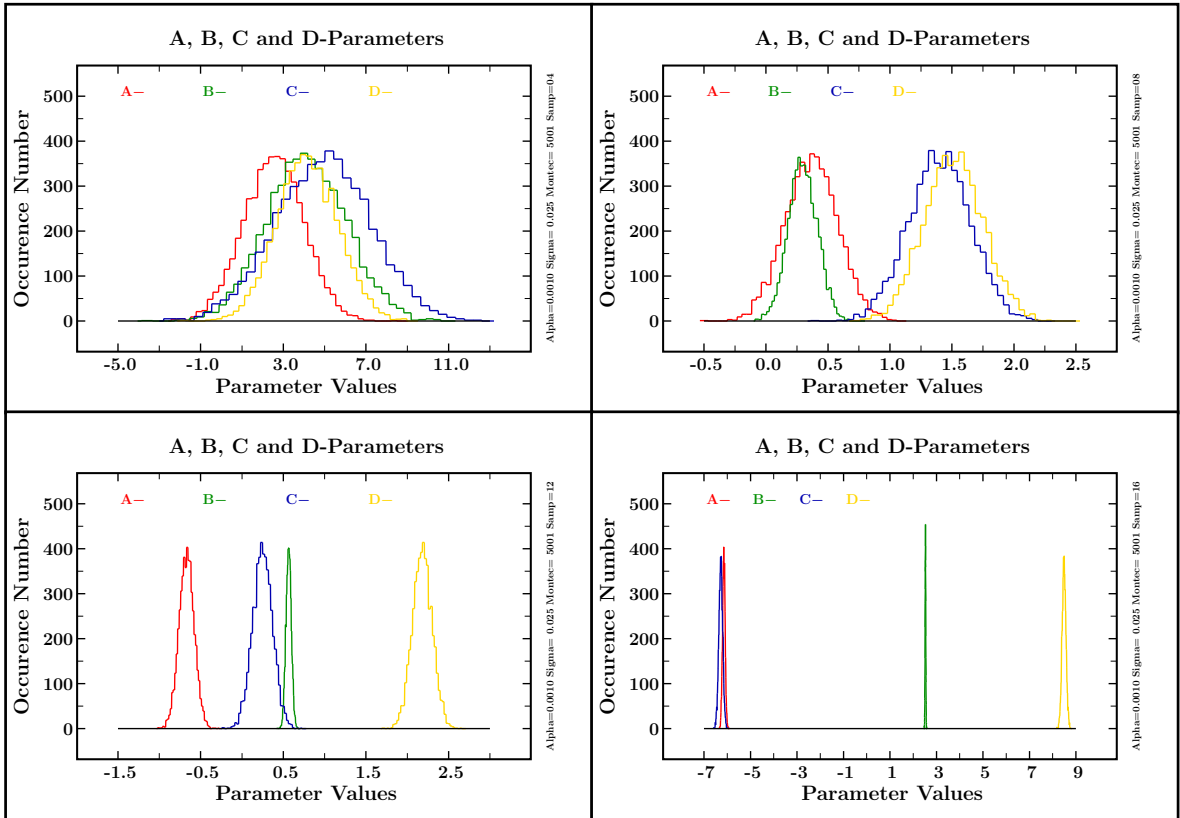 A, B, C and D-Parameters
500
400
300
200
100
0
Occurence Number
A– B– C– D–
-5.0 -1.0 3.0 7.0 11.0
Parameter Values
Alpha=0.0010 Sigma= 0.025 Montec= 5001 Samp=04
A, B, C and D-Parameters
500
400
300
200
100
0
Occurence Number
A– B– C– D–
-0.5 0.0 0.5 1.0 1.5 2.0 2.5
Parameter Values
Alpha=0.0010 Sigma= 0.025 Montec= 5001 Samp=08
A, B, C and D-Parameters
500
400
300
200
100
0
Occurence Number
A– B– C– D–
-1.5 -0.5 0.5 1.5 2.5
Parameter Values
Alpha=0.0010 Sigma= 0.025 Montec= 5001 Samp=12
A, B, C and D-Parameters
500
400
300
200
100
0
Occurence Number
A– B– C– D–
-7 -5 -3 -1 1 3 5 7 9
Parameter Values
Alpha=0.0010 Sigma= 0.025 Montec= 5001 Samp=16